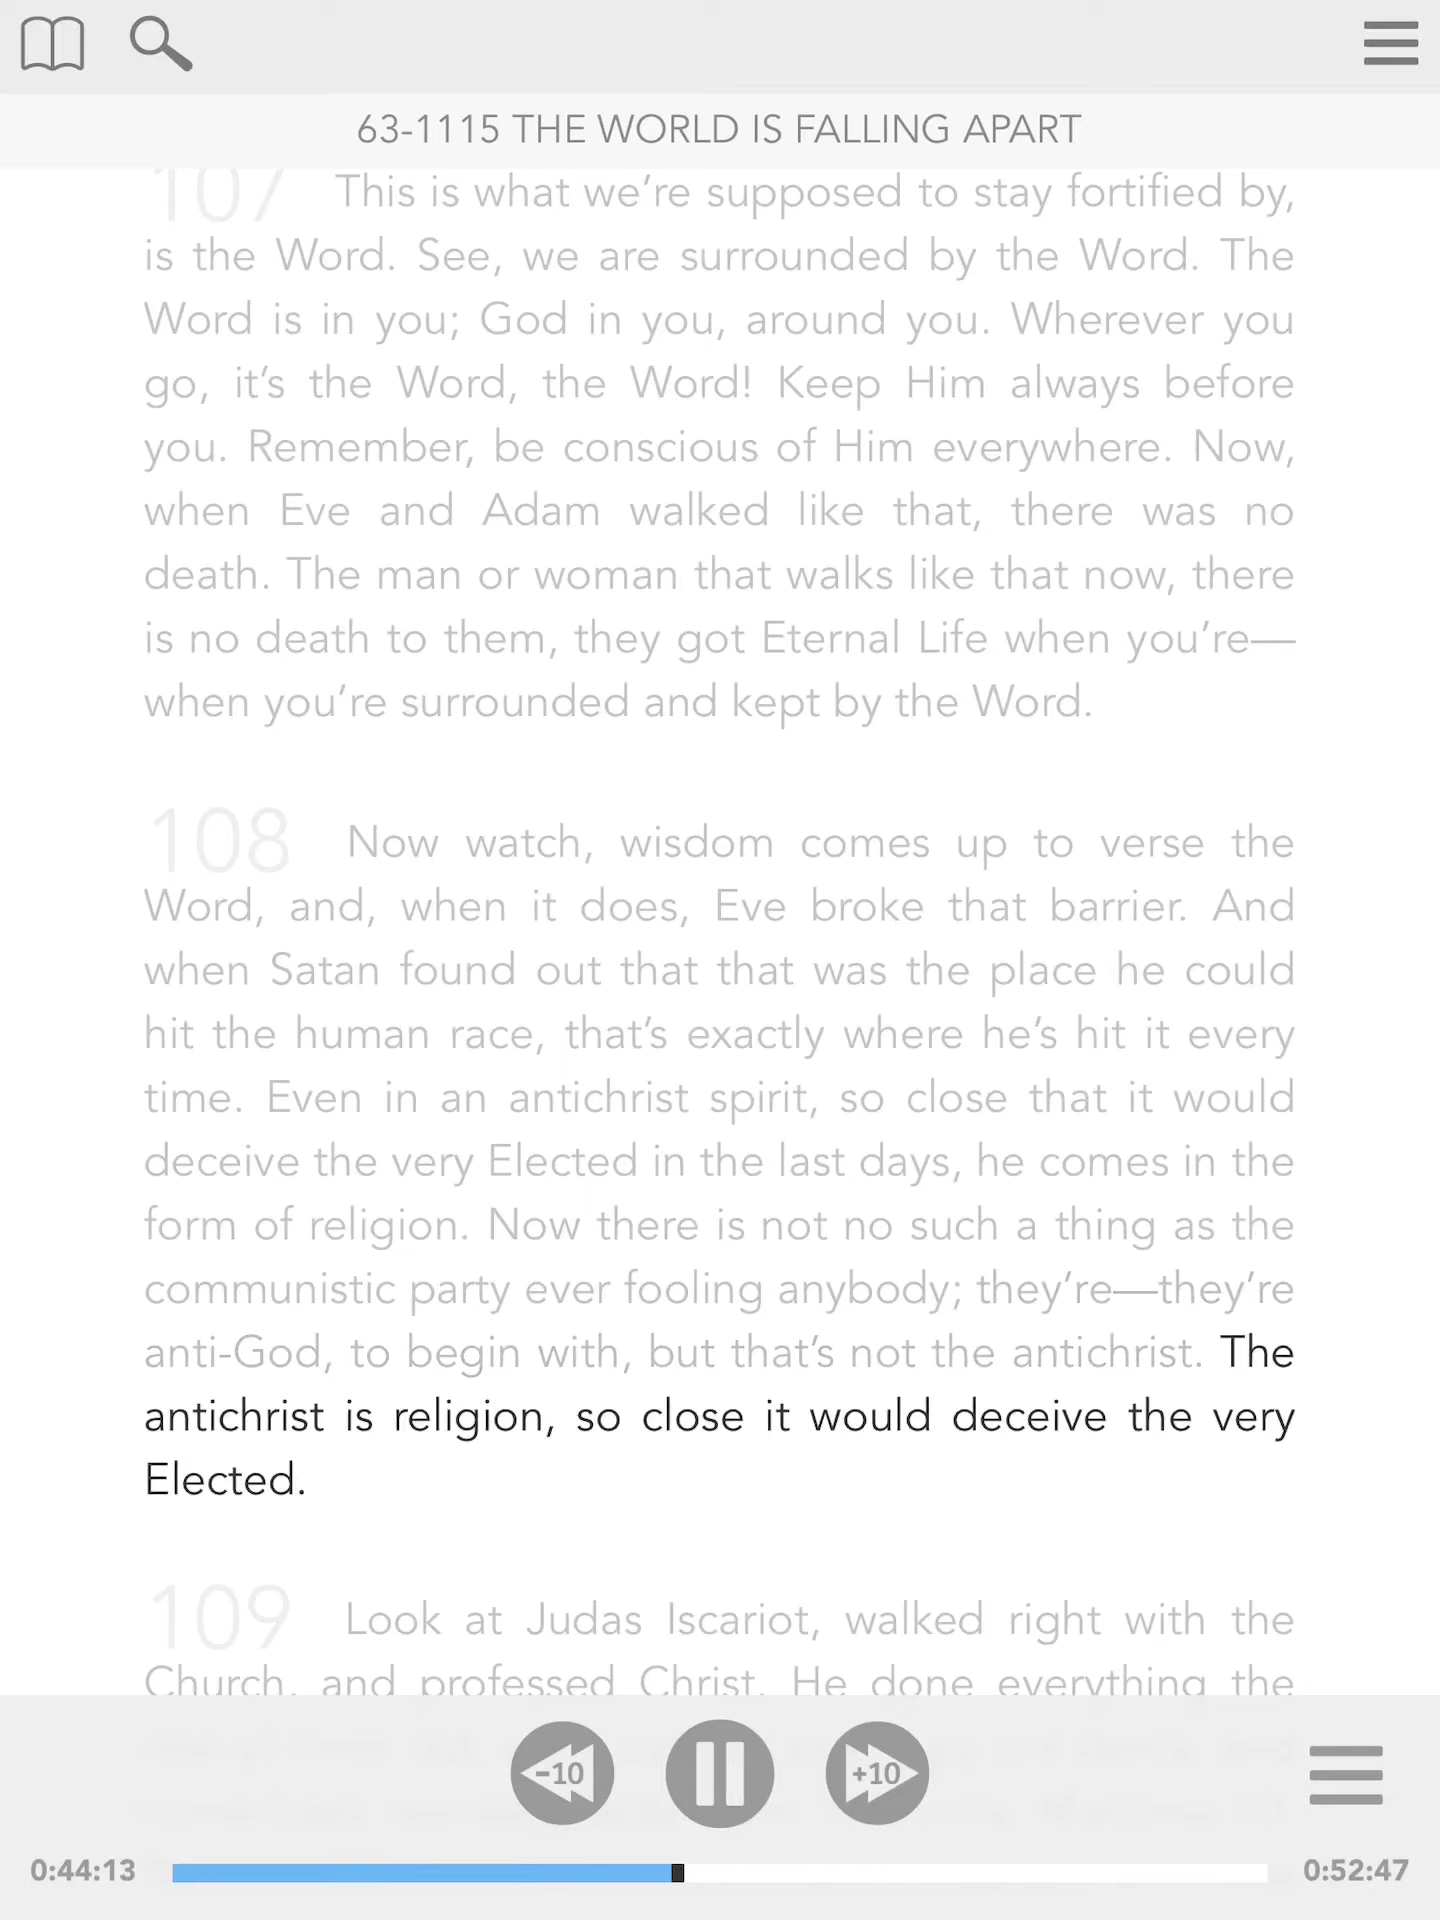 63-1115 THE WORLD IS FALLING APART
107 This is what we’re supposed to stay fortified by,
is the Word. See, we are surrounded by the Word. The
Word is in you; God in you, around you. Wherever you
go, it’s the Word, the Word! Keep Him always before
you. Remember, be conscious of Him everywhere. Now,
when Eve and Adam walked like that, there was no
death. The man or woman that walks like that now, there
is no death to them, they got Eternal Life when you’re—
when you’re surrounded and kept by the Word.
108 Now watch, wisdom comes up to verse the
Word, and, when it does, Eve broke that barrier. And
when Satan found out that that was the place he could
hit the human race, that’s exactly where he’s hit it every
time. Even in an antichrist spirit, so close that it would
deceive the very Elected in the last days, he comes in the
form of religion. Now there is not no such a thing as the
communistic party ever fooling anybody; they’re—they’re
anti-God, to begin with, but that’s not the antichrist. The
antichrist is religion, so close it would deceive the very
Elected.
109 Look at Judas Iscariot, walked right with the
Church, and professed Christ. He done everything the
-10 +10
0:44:13 0:52:47